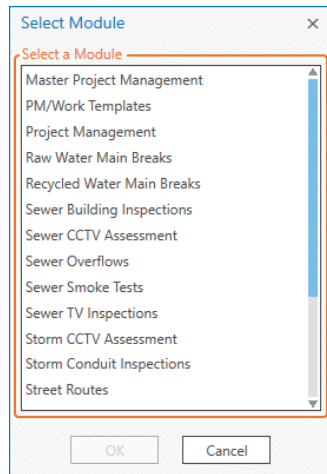 Select Module
Select a Module
Master Project Management
PM/Work Templates
Project Management
Raw Water Main Breaks
Recycled Water Main Breaks
Sewer Building Inspections
Sewer CCTV Assessment
Sewer Overflows
Sewer Smoke Tests
Sewer TV Inspections
Storm CCTV Assessment
Storm Conduit Inspections
Street Routes
OK
Cancel